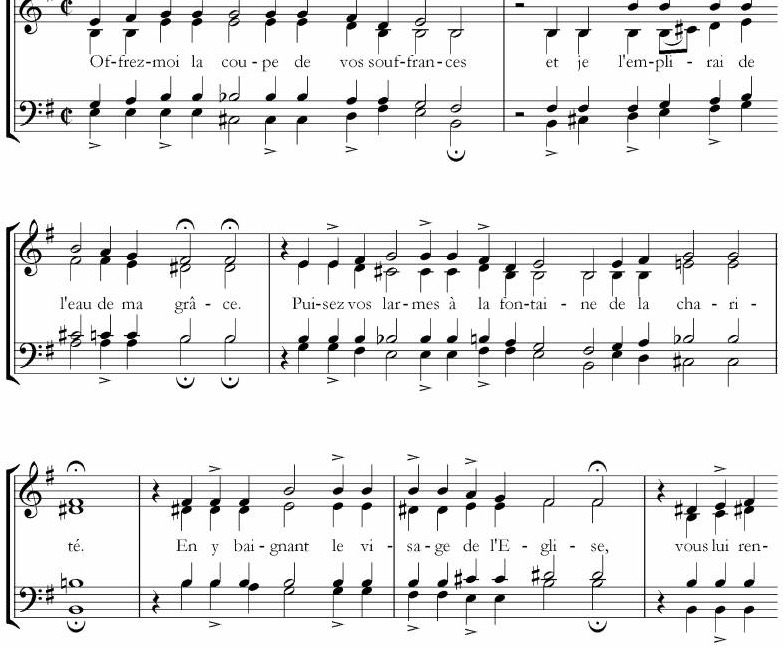 Of-frez-moi la cou-pe de vos souf-fran-ces et je l'em-pli-rai de
l'eau de ma grâ-ce. Pui-sez vos lar-mes à la fon-tai-ne de la cha-ri-
té. En y bai-gnant le vi-sa-ge de l'E-gli-se, vous lui ren-